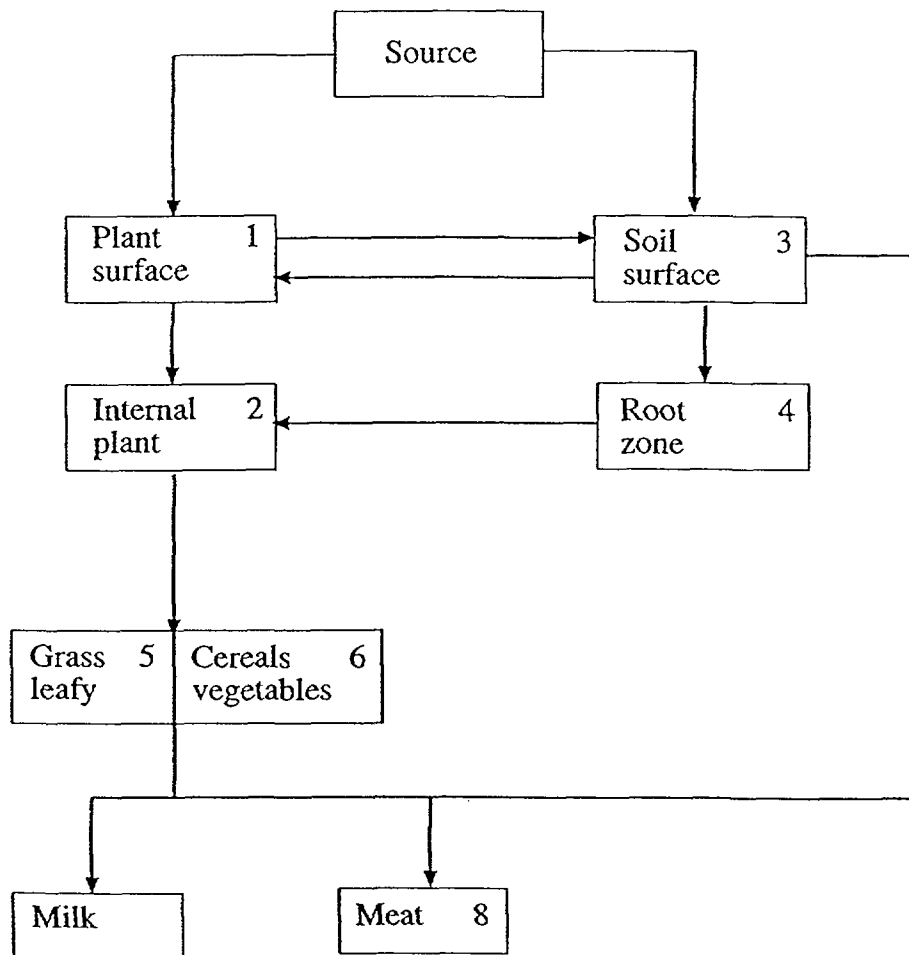 Source
Plant 1
surface
Soil 3
surface
Internal 2
plant
Root 4
zone
Grass 5
leafy
Cereals 6
vegetables
Milk
Meat 8